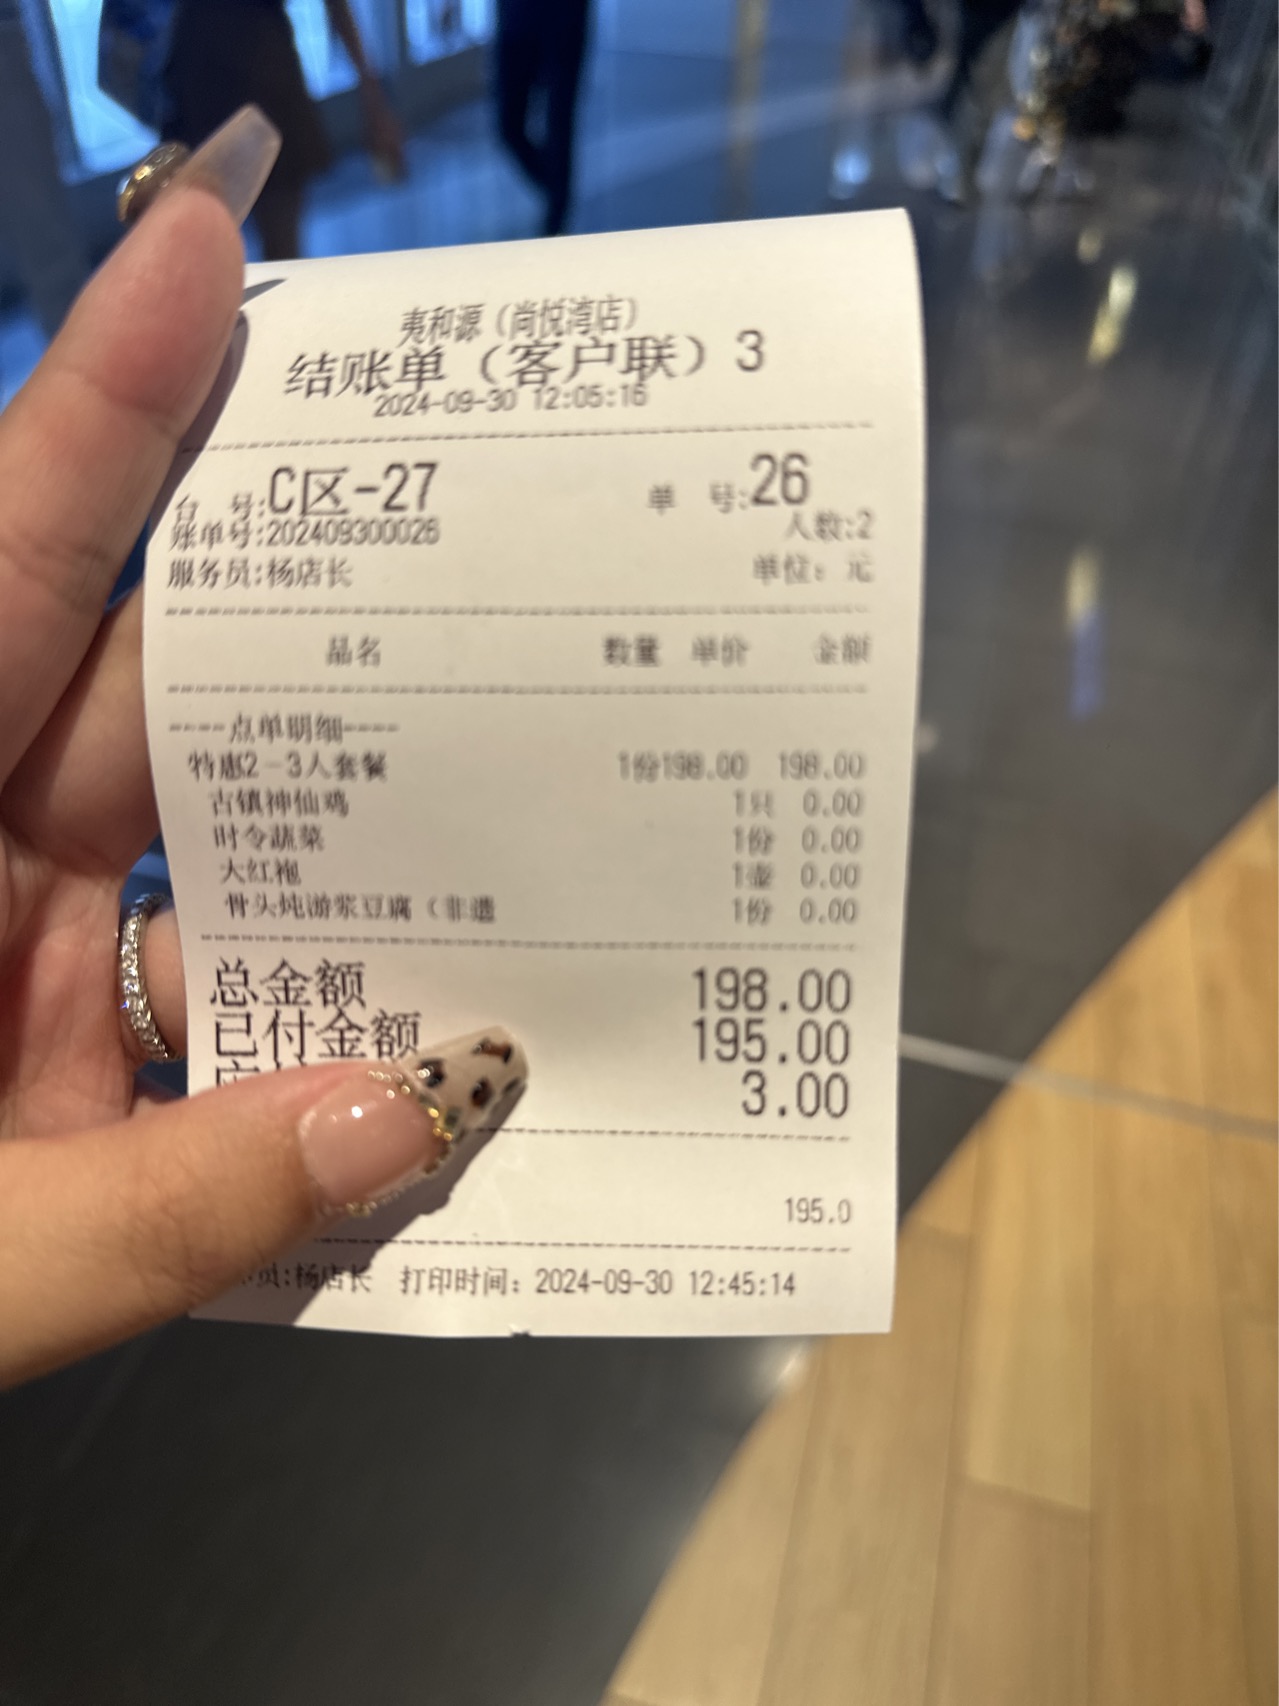 夷和源（尚悦湾店）
结账单（客户联）3
2024-09-30 12:05:16
台 号:C区-27 单 号:26
账单号:202409300026 人数:2
服务员:杨店长 单位：元
品名 数量 单价 金额
----点单明细----
特惠2-3人套餐 1份198.00 198.00
古镇神仙鸡 1只 0.00
时令蔬菜 1份 0.00
大红袍 1壶 0.00
骨头炖游浆豆腐（非遗 1份 0.00
总金额 198.00
已付金额 195.00
3.00
195.0
员:杨店长 打印时间：2024-09-30 12:45:14